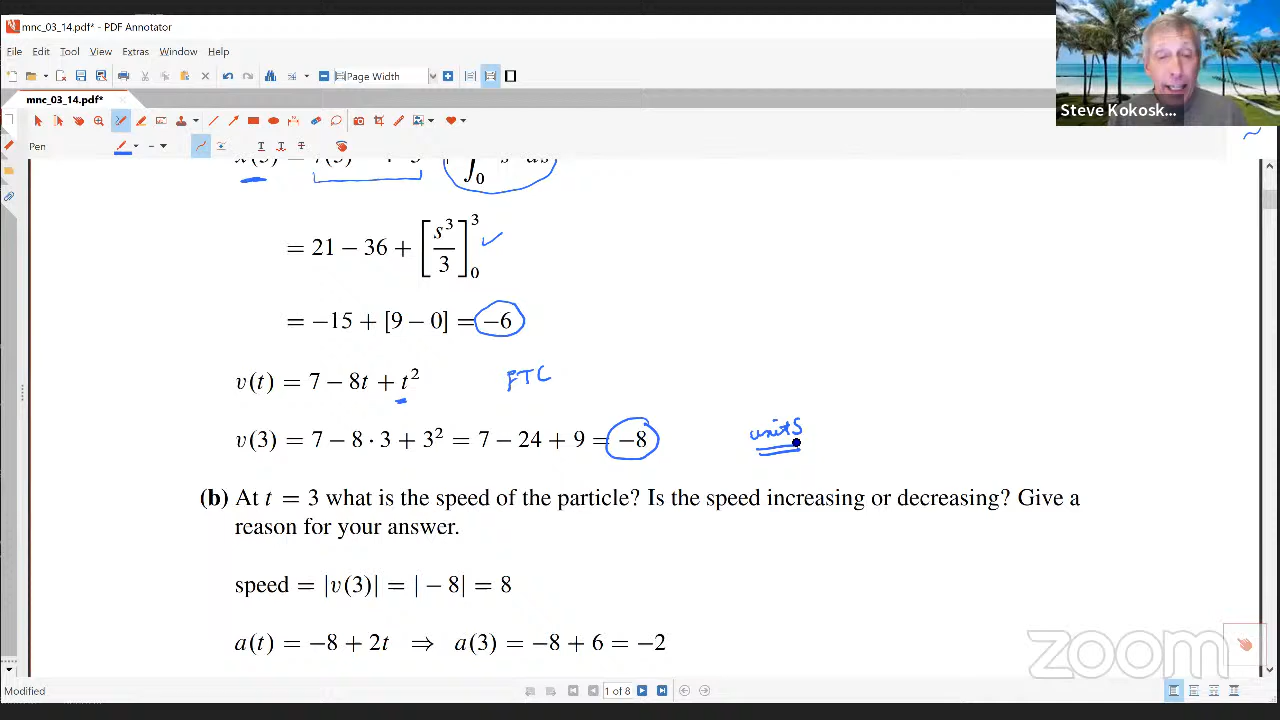 mnc_03_14.pdf* - PDF Annotator
File Edit Tool View Extras Window Help
Page Width
mnc_03_14.pdf*
Pen
Steve Kokosk...
= 21 − 36 + [s³/3]₀³ ✓
= −15 + [9 − 0] = −6
v(t) = 7 − 8t + t² FTC
v(3) = 7 − 8 · 3 + 3² = 7 − 24 + 9 = −8 units
(b) At t = 3 what is the speed of the particle? Is the speed increasing or decreasing? Give a
reason for your answer.
speed = |v(3)| = | − 8| = 8
a(t) = −8 + 2t ⇒ a(3) = −8 + 6 = −2
zoom
Modified
1 of 8